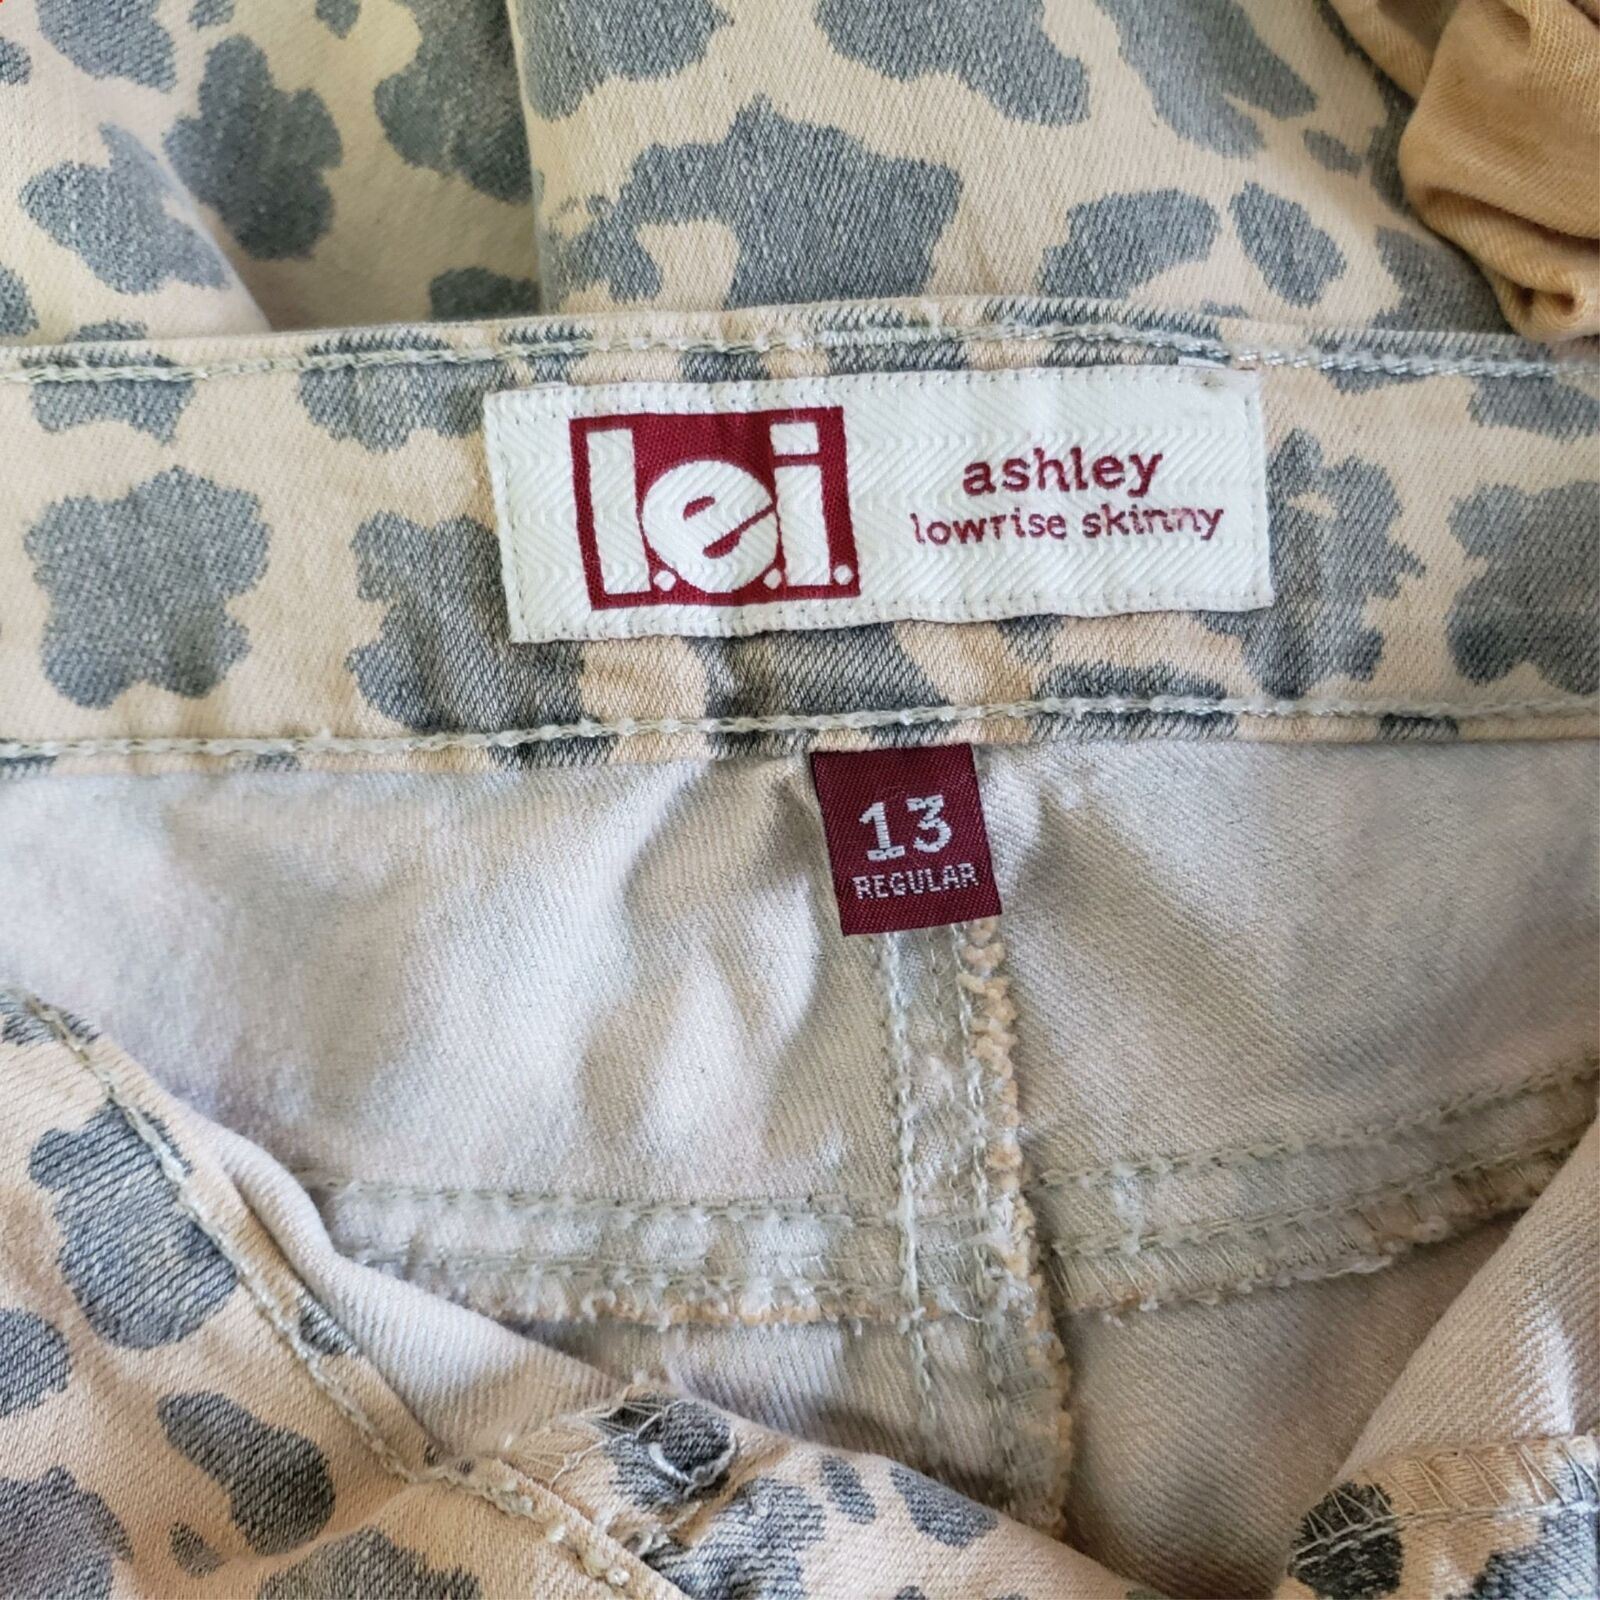 l.e.i.
ashley
lowrise skinny
13
REGULAR